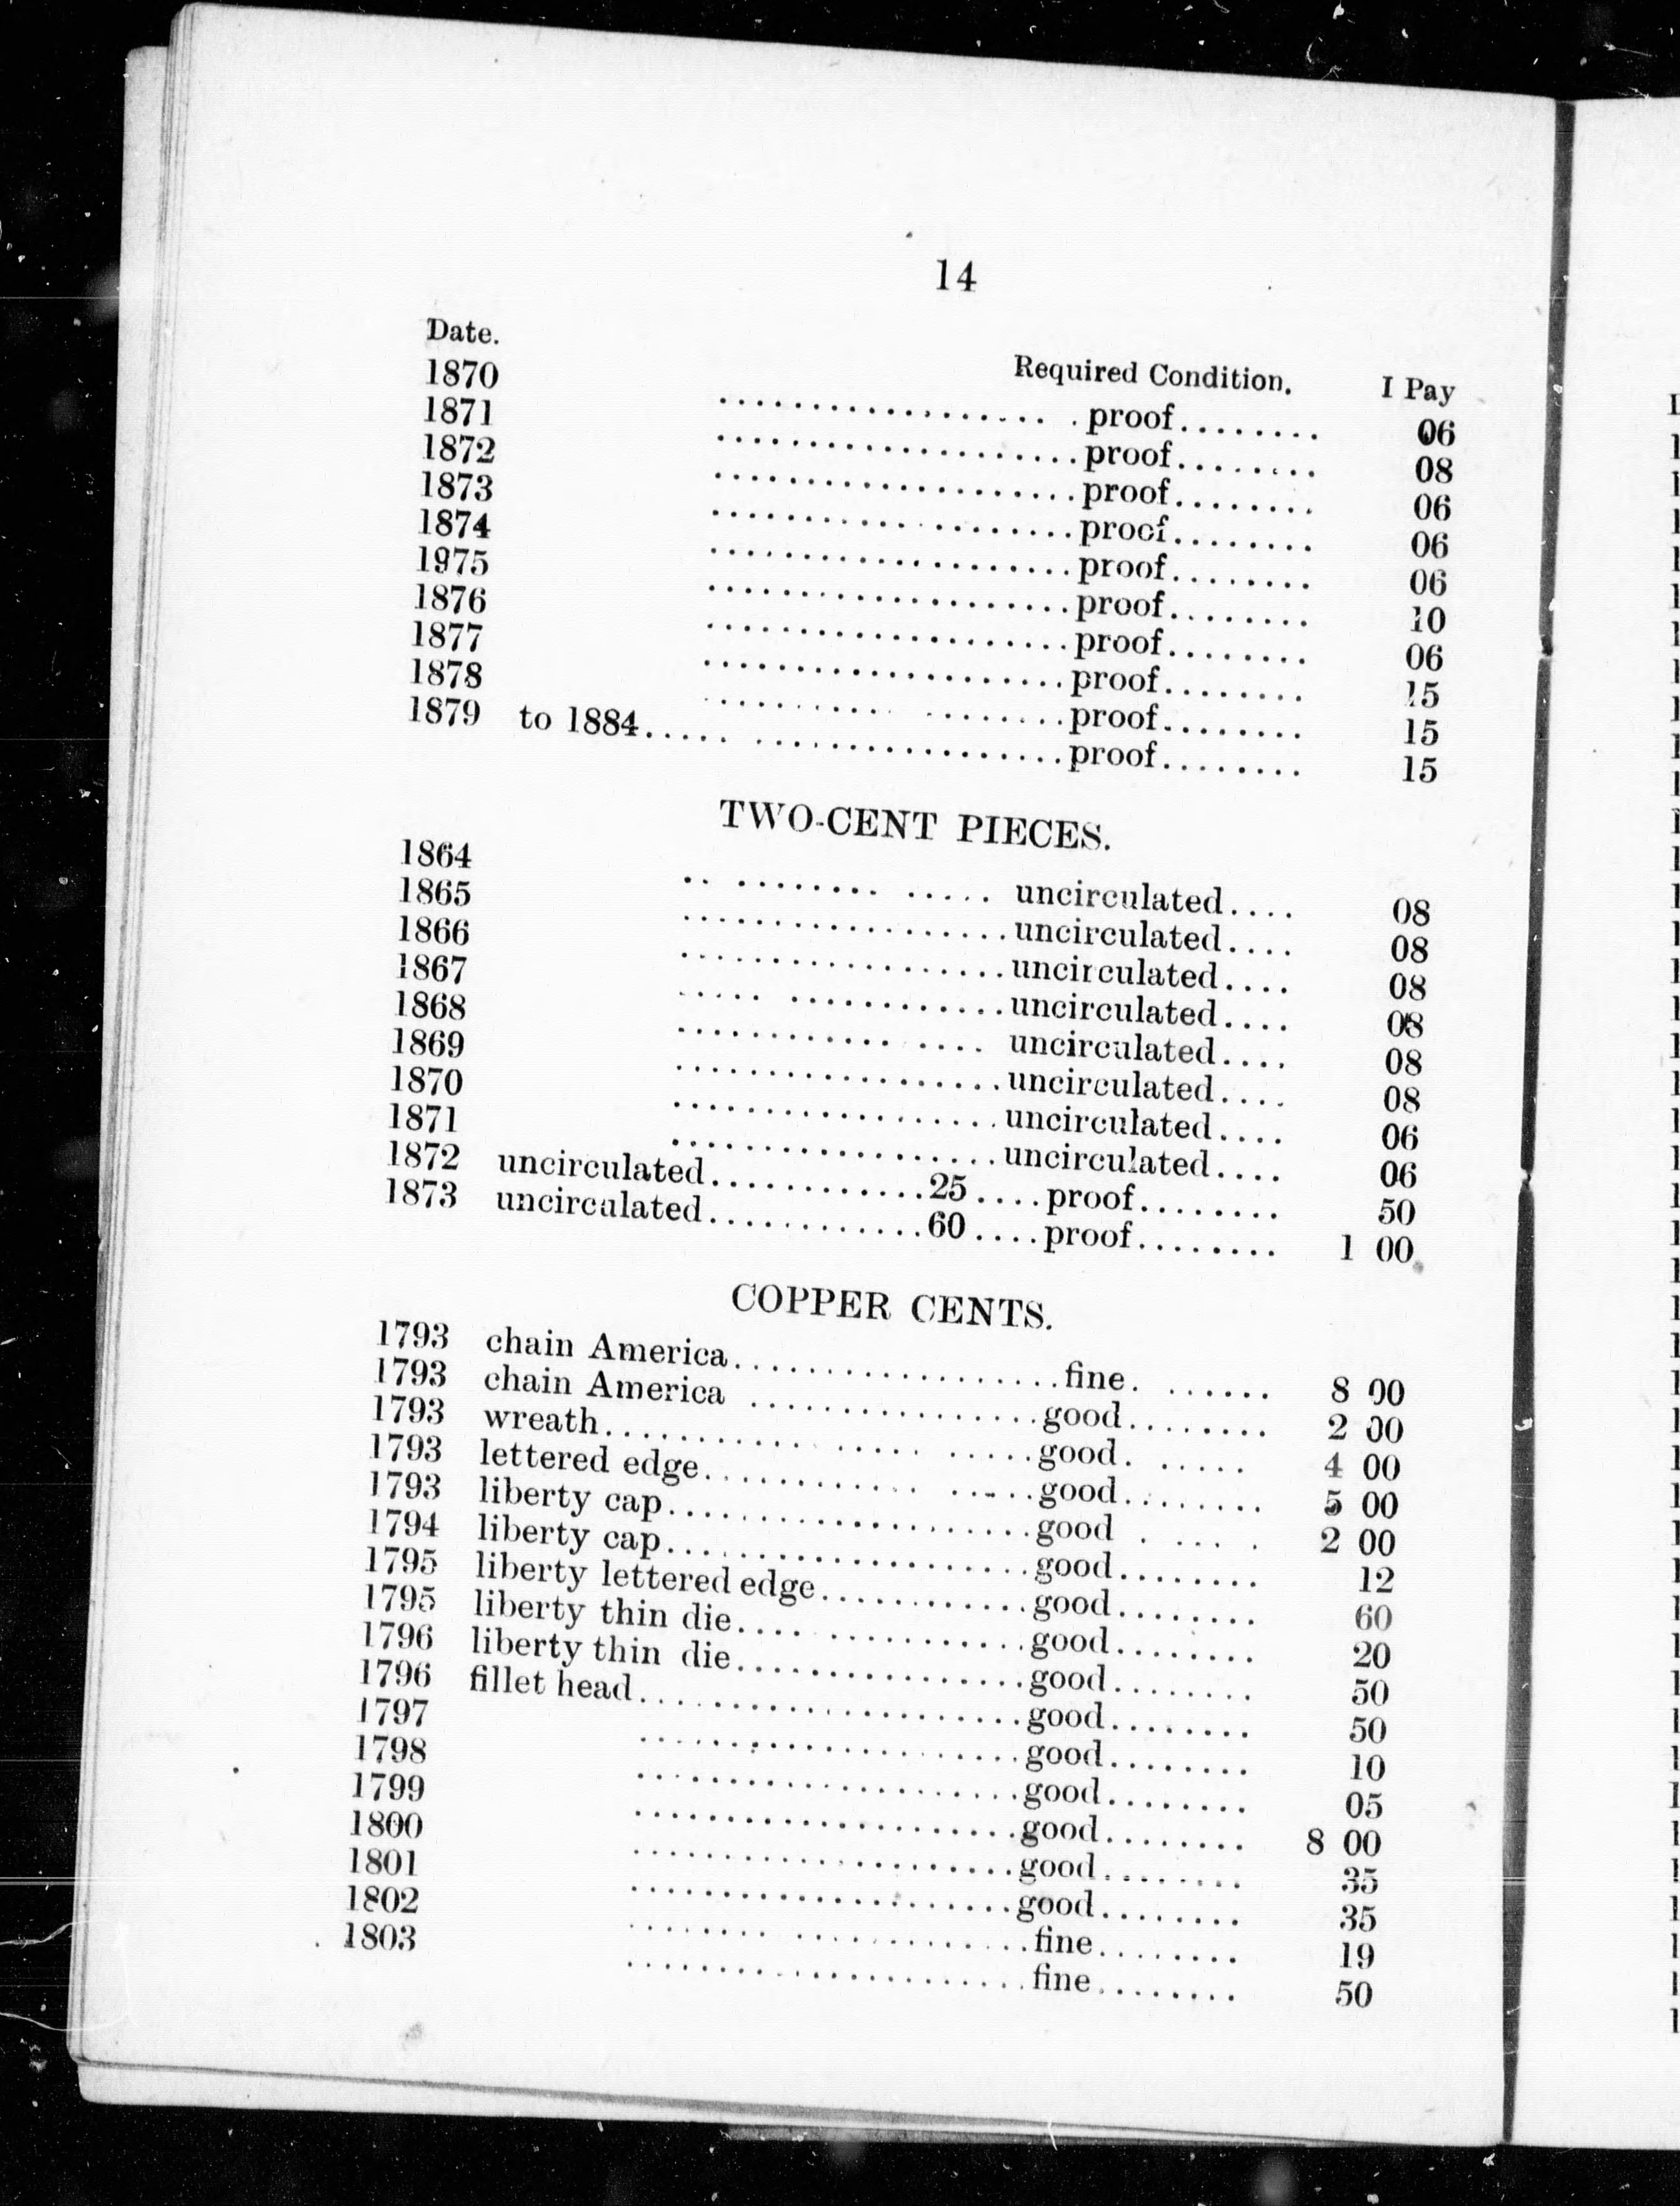 14
Date. Required Condition. I Pay
1870 .................. .proof........ 06
1871 ....................proof........ 08
1872 ....................proof........ 06
1873 ....................proof........ 06
1874 ....................proof........ 06
1975 ....................proof........ 10
1876 ....................proof........ 06
1877 ....................proof........ 15
1878 ........... ........proof........ 15
1879 to 1884..... .................proof........ 15
TWO-CENT PIECES.
1864 .. ........ ..... uncirculated.... 08
1865 ..................uncirculated.... 08
1866 ..................uncirculated.... 08
1867 ..... ............uncirculated.... 08
1868 ............ .... uncirculated.... 08
1869 ..................uncirculated.... 08
1870 ..................uncirculated.... 06
1871 ..................uncirculated.... 06
1872 uncirculated............25....proof........ 50
1873 uncirculated............60....proof........ 1 00
COPPER CENTS.
1793 chain America..................fine. ...... 8 00
1793 chain America ................good........ 2 00
1793 wreath............. ..... .....good. ..... 4 00
1793 lettered edge............ .....good........ 5 00
1793 liberty cap....................good . .... . 2 00
1794 liberty cap....................good........ 12
1795 liberty lettered edge............good........ 60
1795 liberty thin die.... ...........good........ 20
1796 liberty thin die................good........ 50
1796 fillet head.....................good........ 50
1797 .....................good........ 10
1798 .....................good........ 05
1799 .....................good........ 8 00
1800 .....................good........ 35
1801 .....................good........ 35
1802 ........ .............fine........ 19
1803 ......................fine........ 50